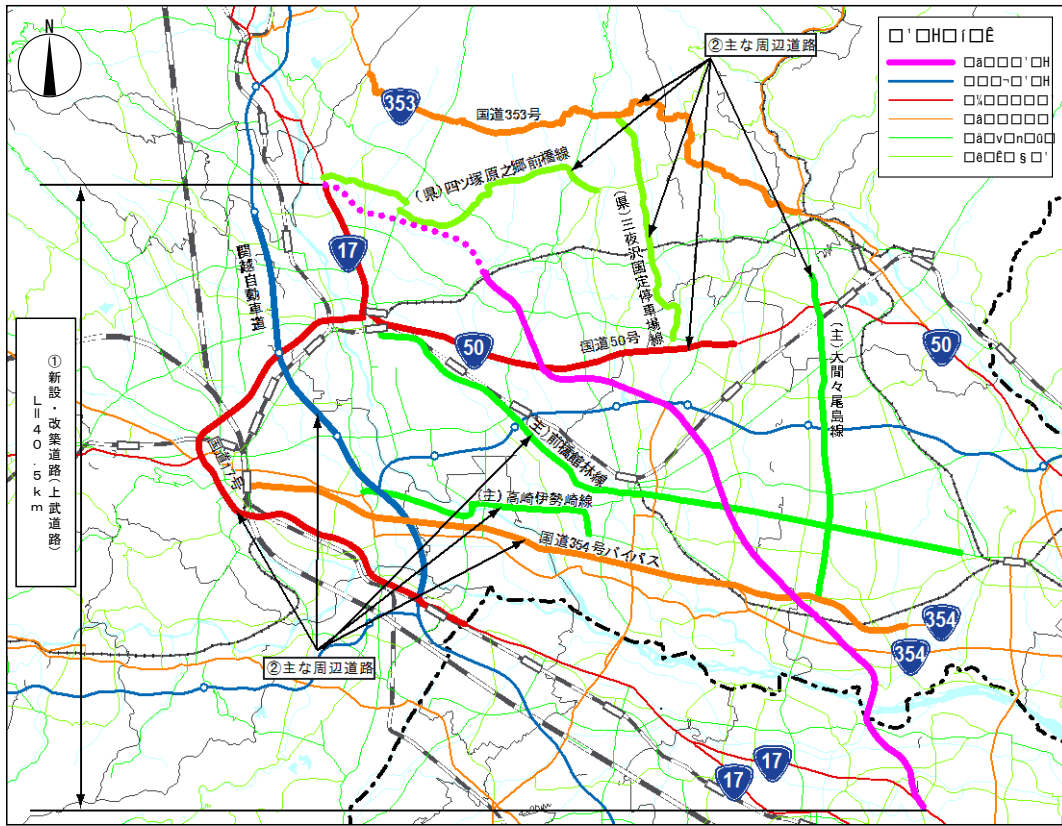 N
②主な周辺道路
353
国道353号
(県)四ツ塚原之郷前橋線
(県)三夜沢国定停車場線
17
関越自動車道
50
国道50号
50
(主)大間々尾島線
①新設・改築道路(上武道路)
L=40.5km
国道17号
(主)前橋館林線
(主)高崎伊勢崎線
国道354号バイパス
354
354
②主な周辺道路
17
17